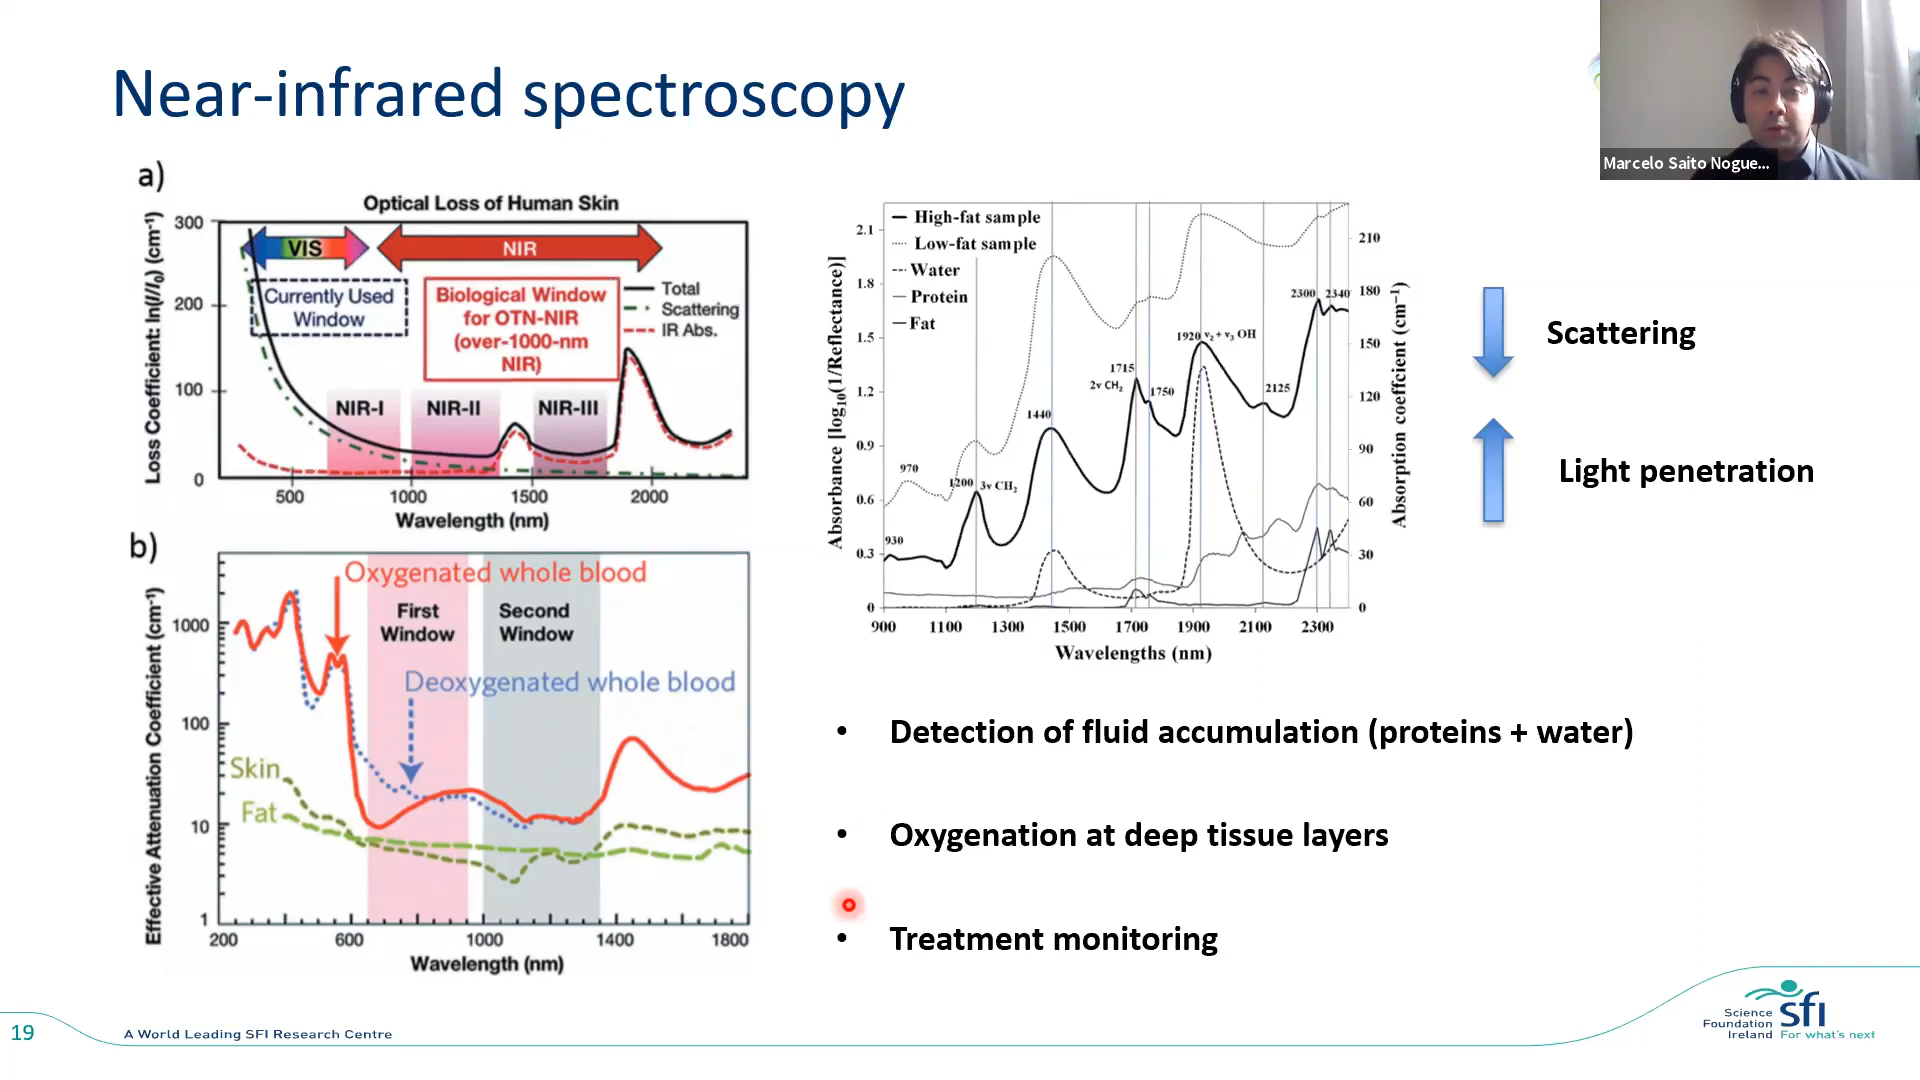 Near-infrared spectroscopy
Marcelo Saito Nogue...
a)
Optical Loss of Human Skin
Loss Coefficient: ln(I/I₀) (cm⁻¹)
300
200
100
0
VIS
NIR
Currently Used
Window
Biological Window
for OTN-NIR
(over-1000-nm
NIR)
Total
Scattering
IR Abs.
NIR-I
NIR-II
NIR-III
500
1000
1500
2000
Wavelength (nm)
b)
Effective Attenuation Coefficient (cm⁻¹)
1000
100
10
1
Oxygenated whole blood
First
Window
Second
Window
Deoxygenated whole blood
Skin
Fat
200
600
1000
1400
1800
Wavelength (nm)
Absorbance [log₁₀(1/Reflectance)]
2.1
1.8
1.5
1.2
0.9
0.6
0.3
0
High-fat sample
Low-fat sample
Water
Protein
Fat
930
970
1200 3v CH₂
1440
1715
2v CH₂
1750
1920 v₂ + v₃ OH
2125
2300
2340
210
180
150
120
90
60
30
0
Absorption coeffcient (cm⁻¹)
900
1100
1300
1500
1700
1900
2100
2300
Wavelengths (nm)
Scattering
Light penetration
• Detection of fluid accumulation (proteins + water)
• Oxygenation at deep tissue layers
• Treatment monitoring
19
A World Leading SFI Research Centre
Science
Foundation
Ireland
sfi
For what's next